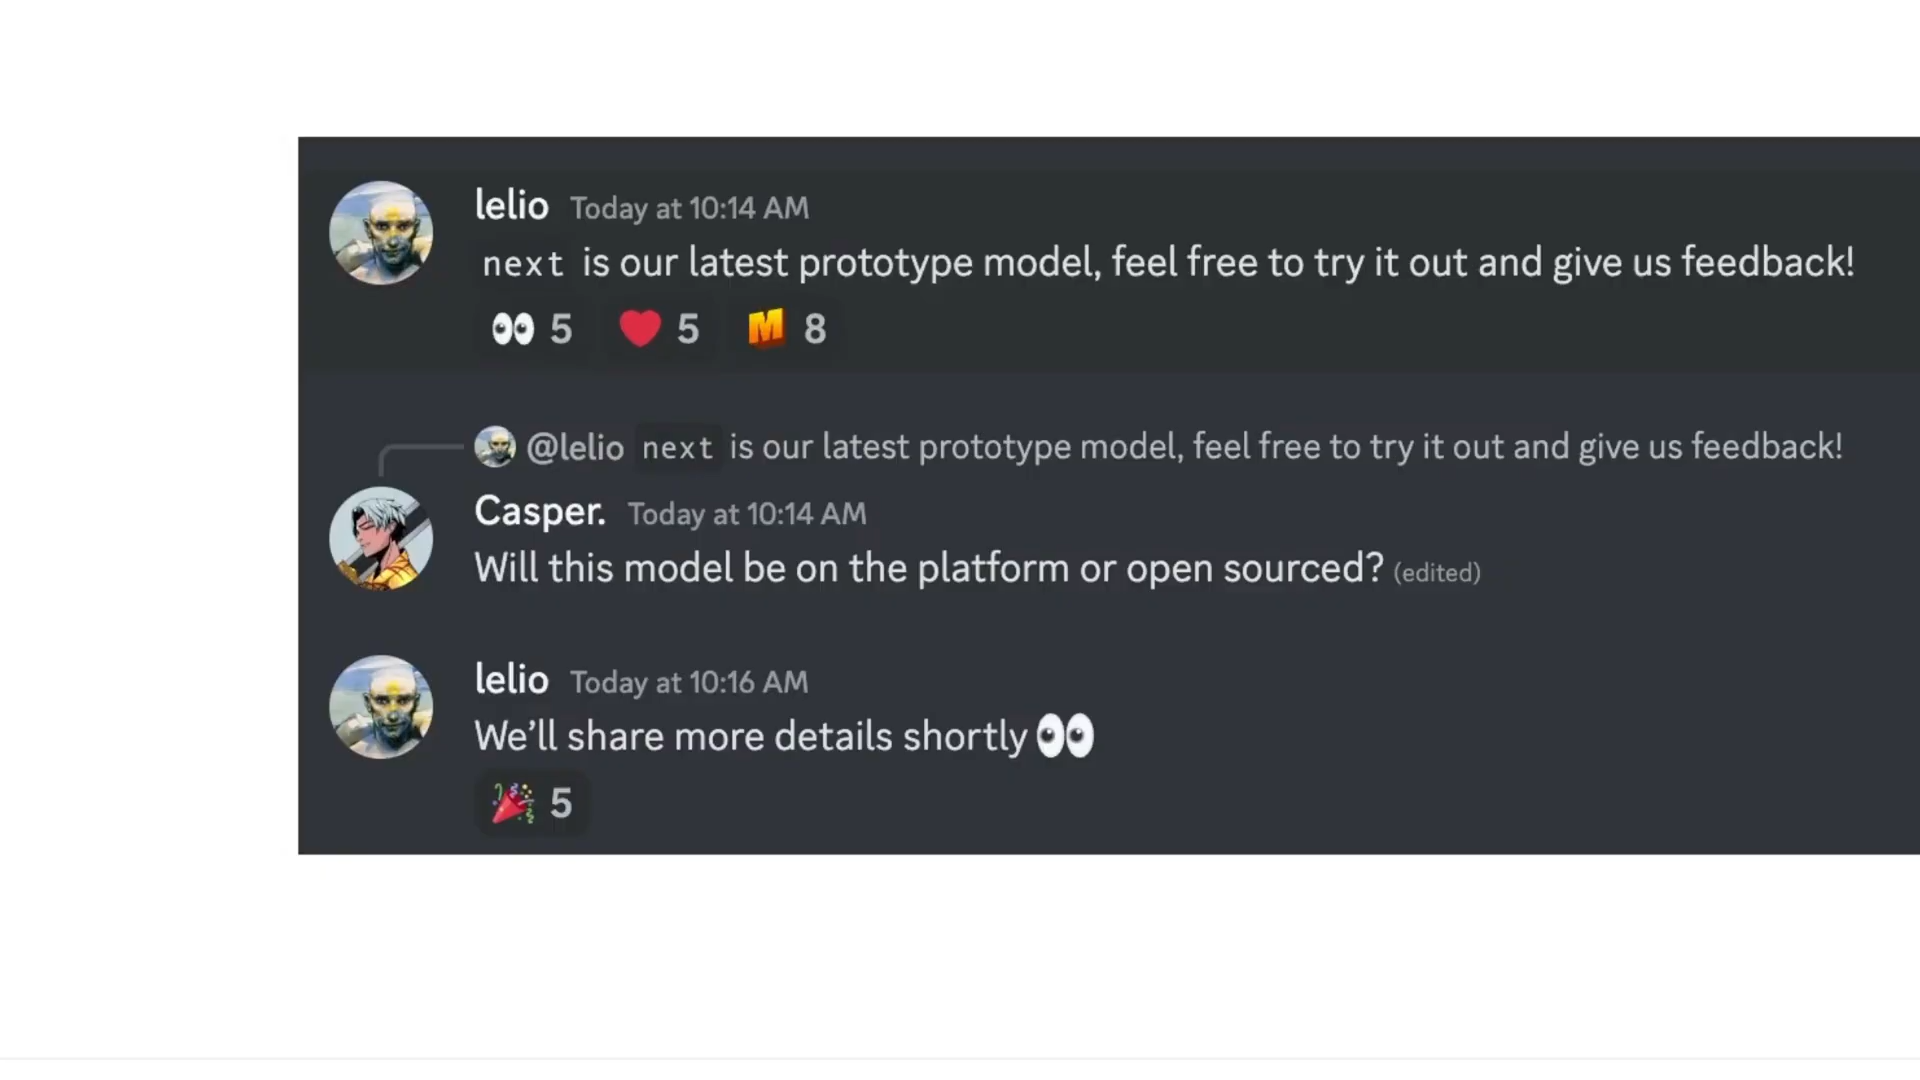 lelio Today at 10:14 AM
next is our latest prototype model, feel free to try it out and give us feedback!
👀 5 ❤️ 5 M 8
@lelio next is our latest prototype model, feel free to try it out and give us feedback!
Casper. Today at 10:14 AM
Will this model be on the platform or open sourced? (edited)
lelio Today at 10:16 AM
We’ll share more details shortly 👀
🎉 5